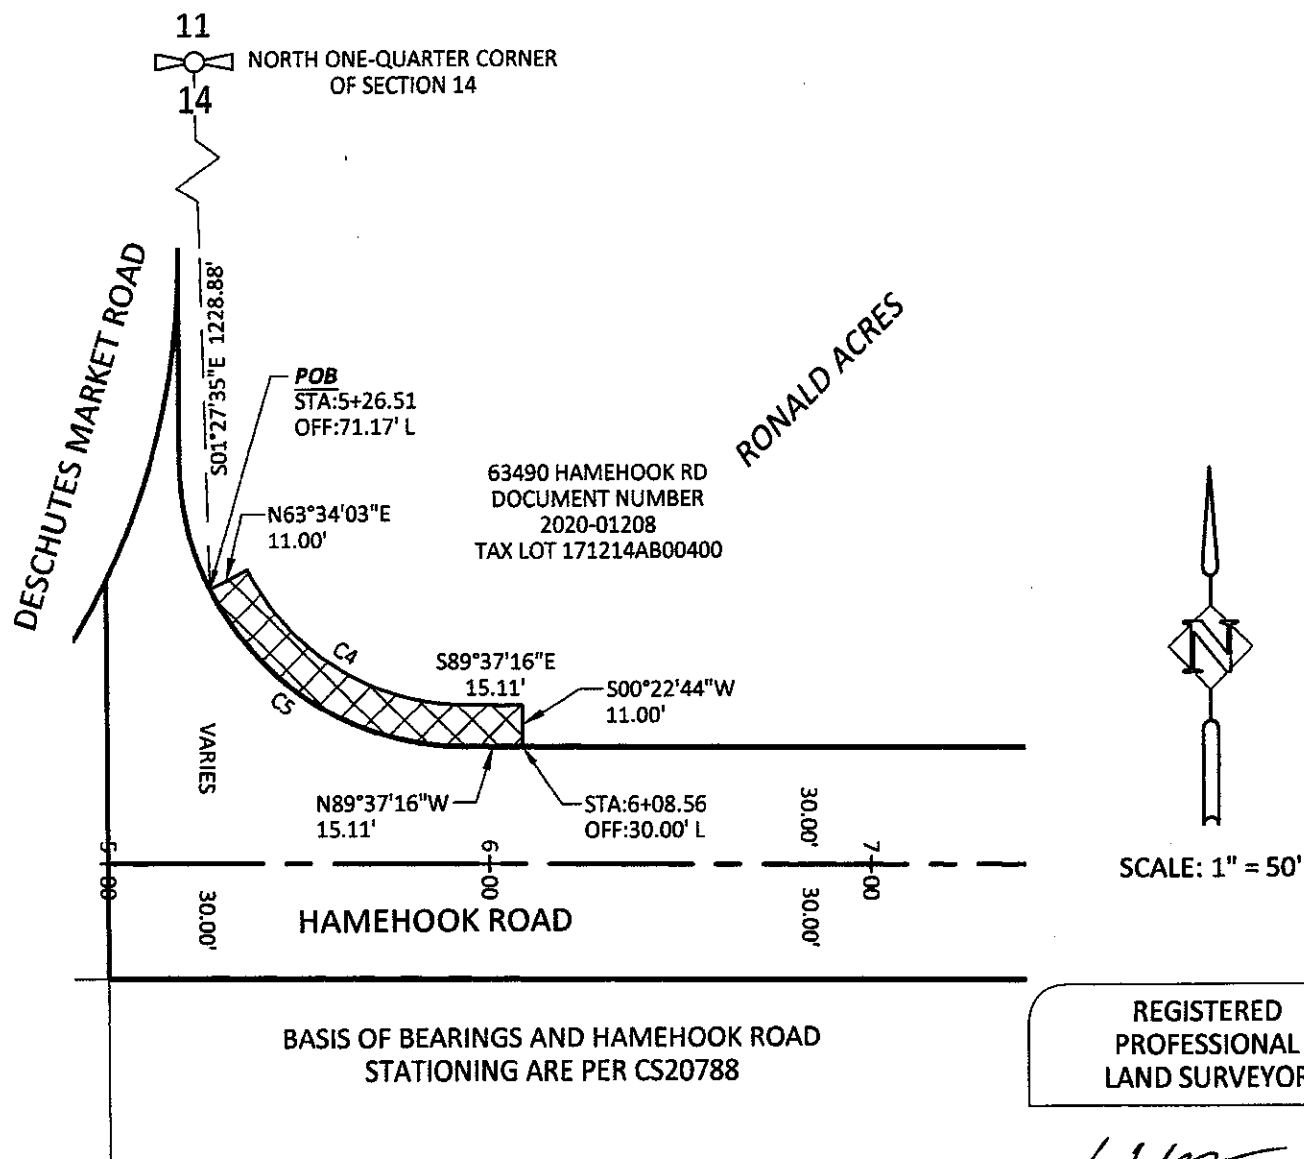 11
NORTH ONE-QUARTER CORNER
OF SECTION 14
14
DESCHUTES MARKET ROAD
S01°27'35"E 1228.88'
POB
STA:5+26.51
OFF:71.17' L
RONALD ACRES
63490 HAMEHOOK RD
DOCUMENT NUMBER
2020-01208
TAX LOT 171214AB00400
N63°34'03"E
11.00'
C4
C5
S89°37'16"E
15.11'
S00°22'44"W
11.00'
N
VARIES
N89°37'16"W
15.11'
STA:6+08.56
OFF:30.00' L
30.00'
5+00
6+00
7+00
SCALE: 1" = 50'
30.00'
HAMEHOOK ROAD
30.00'
BASIS OF BEARINGS AND HAMEHOOK ROAD
STATIONING ARE PER CS20788
REGISTERED
PROFESSIONAL
LAND SURVEYOR